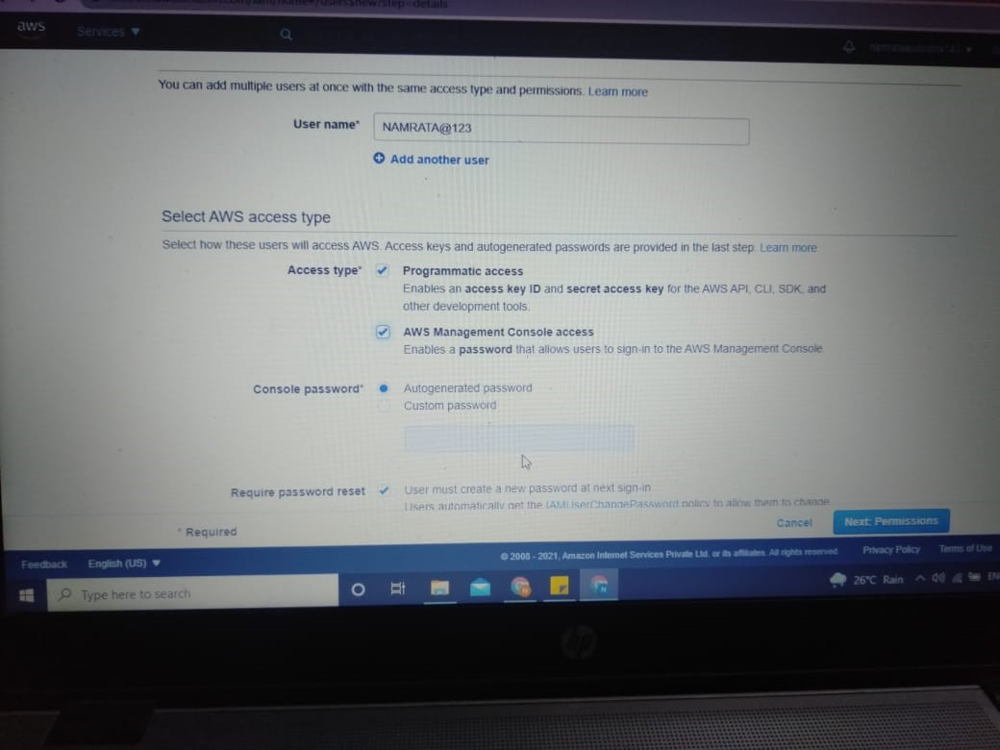 step=details
aws
Services
You can add multiple users at once with the same access type and permissions. Learn more
User name*
NAMRATA@123
Add another user
Select AWS access type
Select how these users will access AWS. Access keys and autogenerated passwords are provided in the last step. Learn more
Access type*
Programmatic access
Enables an access key ID and secret access key for the AWS API, CLI, SDK, and
other development tools.
AWS Management Console access
Enables a password that allows users to sign-in to the AWS Management Console
Console password*
Autogenerated password
Custom password
Require password reset
User must create a new password at next sign-in
Users automatically get the IAMUserChangePassword policy to allow them to change
* Required
Cancel
Next: Permissions
Feedback
English (US)
© 2008 - 2021, Amazon Internet Services Private Ltd. or its affiliates. All rights reserved.
Privacy Policy
Terms of Use
Type here to search
26°C Rain
EN
hp